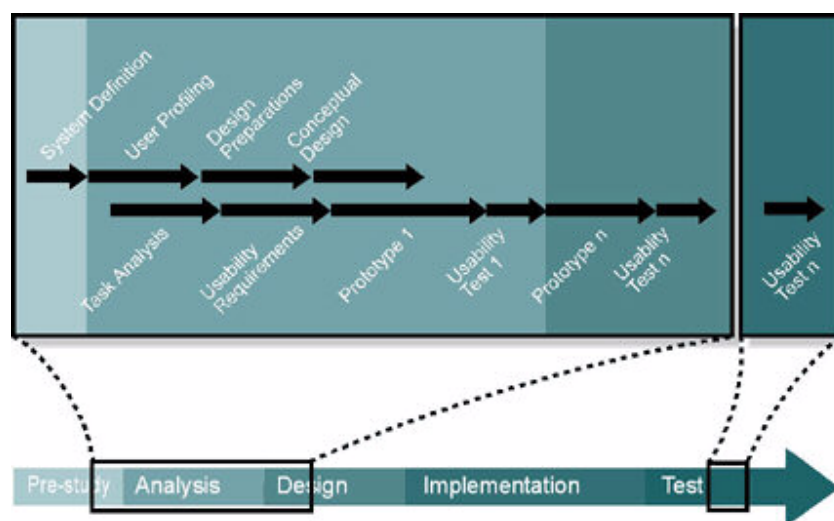 System Definition
User Profiling
Design
Preparations
Conceptual
Design
Task Analysis
Usability
Requirements
Prototype 1
Usability
Test 1
Prototype n
Usablity
Test n
Usability
Test n
Pre-study
Analysis
Design
Implementation
Test